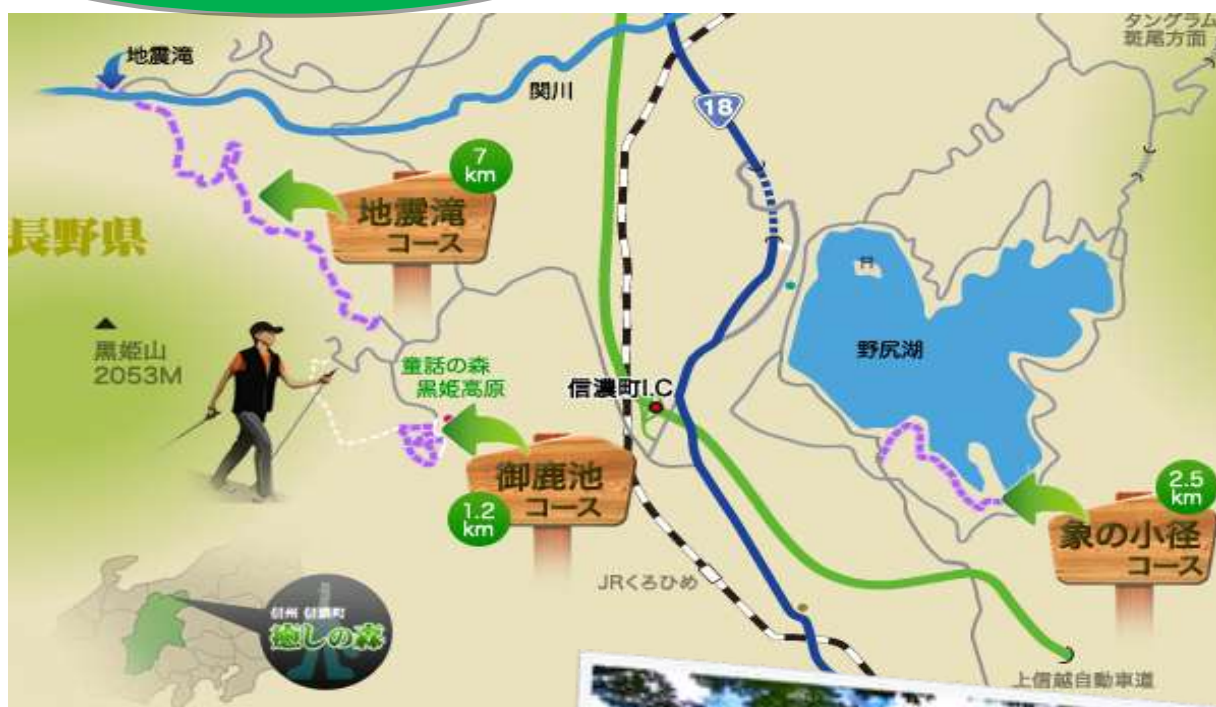 タングラム
斑尾方面
地震滝
関川
18
7
km
地震滝
コース
長野県
黒姫山
2053M
童話の森
黒姫高原
信濃町I.C
野尻湖
御鹿池
コース
1.2
km
2.5
km
象の小径
コース
JRくろひめ
信州 信濃町
癒しの森
上信越自動車道